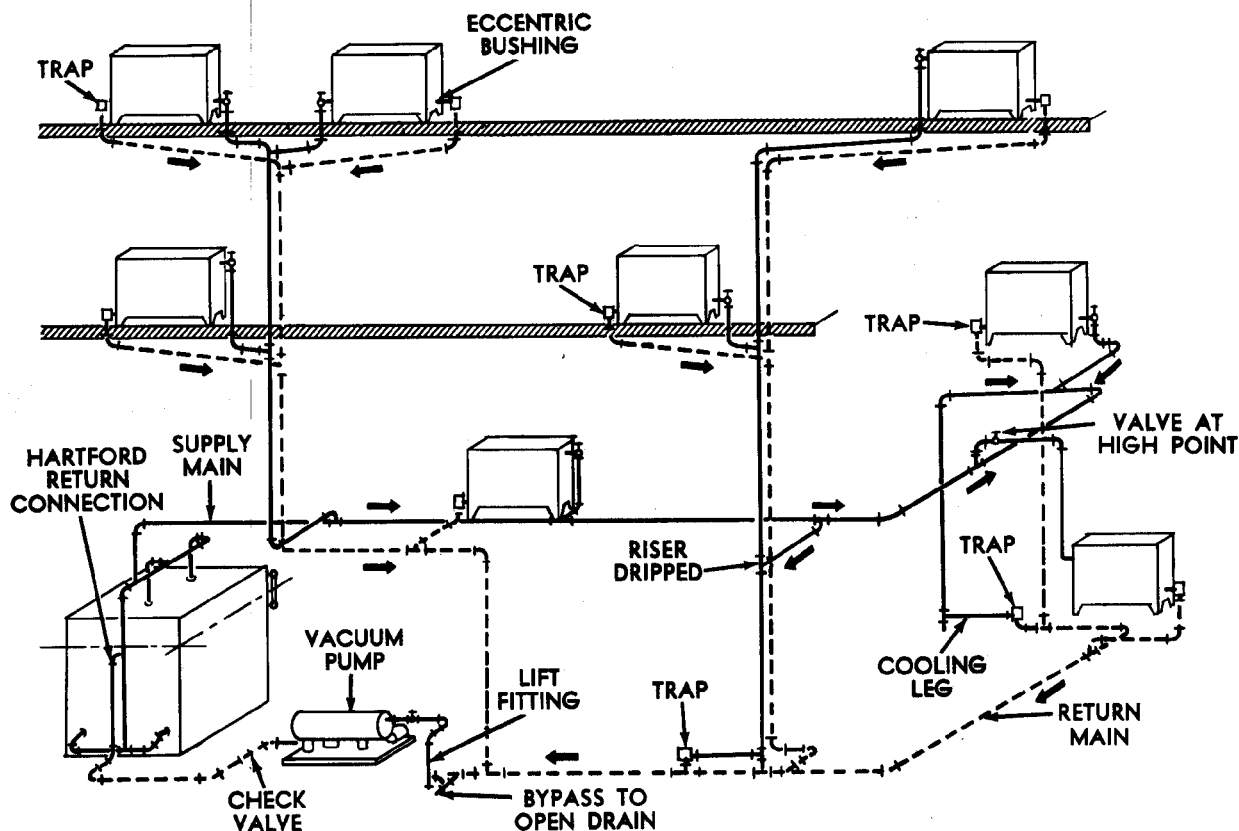 ECCENTRIC
BUSHING
TRAP
TRAP
TRAP
VALVE AT
HIGH POINT
HARTFORD
RETURN
CONNECTION
SUPPLY
MAIN
RISER
DRIPPED
TRAP
VACUUM
PUMP
LIFT
FITTING
TRAP
COOLING
LEG
RETURN
MAIN
CHECK
VALVE
BYPASS TO
OPEN DRAIN